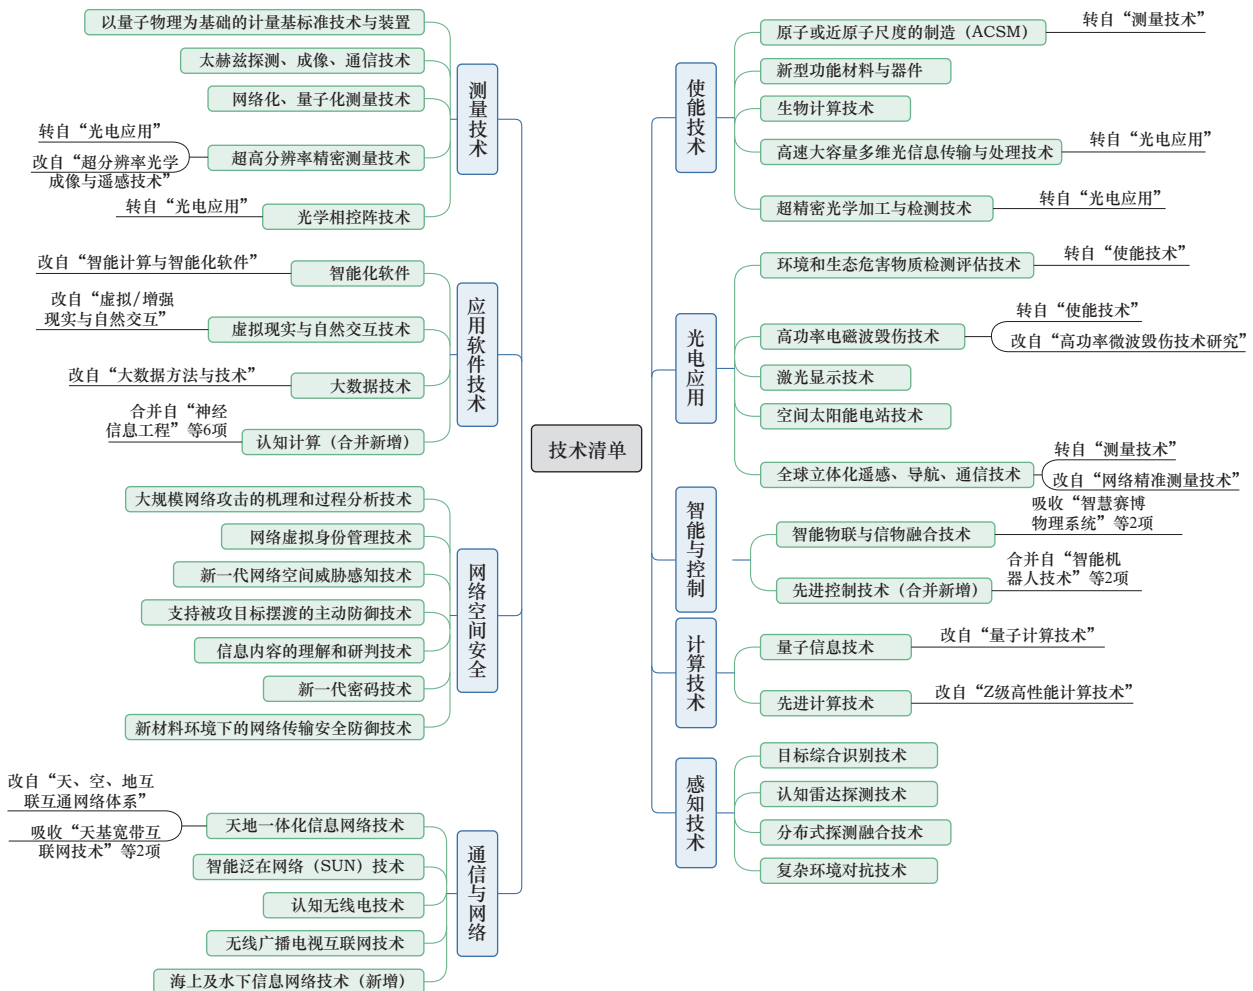 技术清单
测量技术
以量子物理为基础的计量基标准技术与装置
太赫兹探测、成像、通信技术
网络化、量子化测量技术
超高分辨率精密测量技术
转自“光电应用”
改自“超分辨率光学
成像与遥感技术”
光学相控阵技术
转自“光电应用”
应用软件技术
智能化软件
改自“智能计算与智能化软件”
虚拟现实与自然交互技术
改自“虚拟/增强
现实与自然交互”
大数据技术
改自“大数据方法与技术”
认知计算（合并新增）
合并自“神经
信息工程”等6项
网络空间安全
大规模网络攻击的机理和过程分析技术
网络虚拟身份管理技术
新一代网络空间威胁感知技术
支持被攻目标摆渡的主动防御技术
信息内容的理解和研判技术
新一代密码技术
新材料环境下的网络传输安全防御技术
通信与网络
天地一体化信息网络技术
改自“天、空、地互
联互通网络体系”
吸收“天基宽带互
联网技术”等2项
智能泛在网络（SUN）技术
认知无线电技术
无线广播电视互联网技术
海上及水下信息网络技术（新增）
使能技术
原子或近原子尺度的制造（ACSM）
转自“测量技术”
新型功能材料与器件
生物计算技术
高速大容量多维光信息传输与处理技术
转自“光电应用”
超精密光学加工与检测技术
转自“光电应用”
光电应用
环境和生态危害物质检测评估技术
转自“使能技术”
高功率电磁波毁伤技术
转自“使能技术”
改自“高功率微波毁伤技术研究”
激光显示技术
空间太阳能电站技术
全球立体化遥感、导航、通信技术
转自“测量技术”
改自“网络精准测量技术”
智能与控制
智能物联与信物融合技术
吸收“智慧赛博
物理系统”等2项
先进控制技术（合并新增）
合并自“智能机
器人技术”等2项
计算技术
量子信息技术
改自“量子计算技术”
先进计算技术
改自“Z级高性能计算技术”
感知技术
目标综合识别技术
认知雷达探测技术
分布式探测融合技术
复杂环境对抗技术